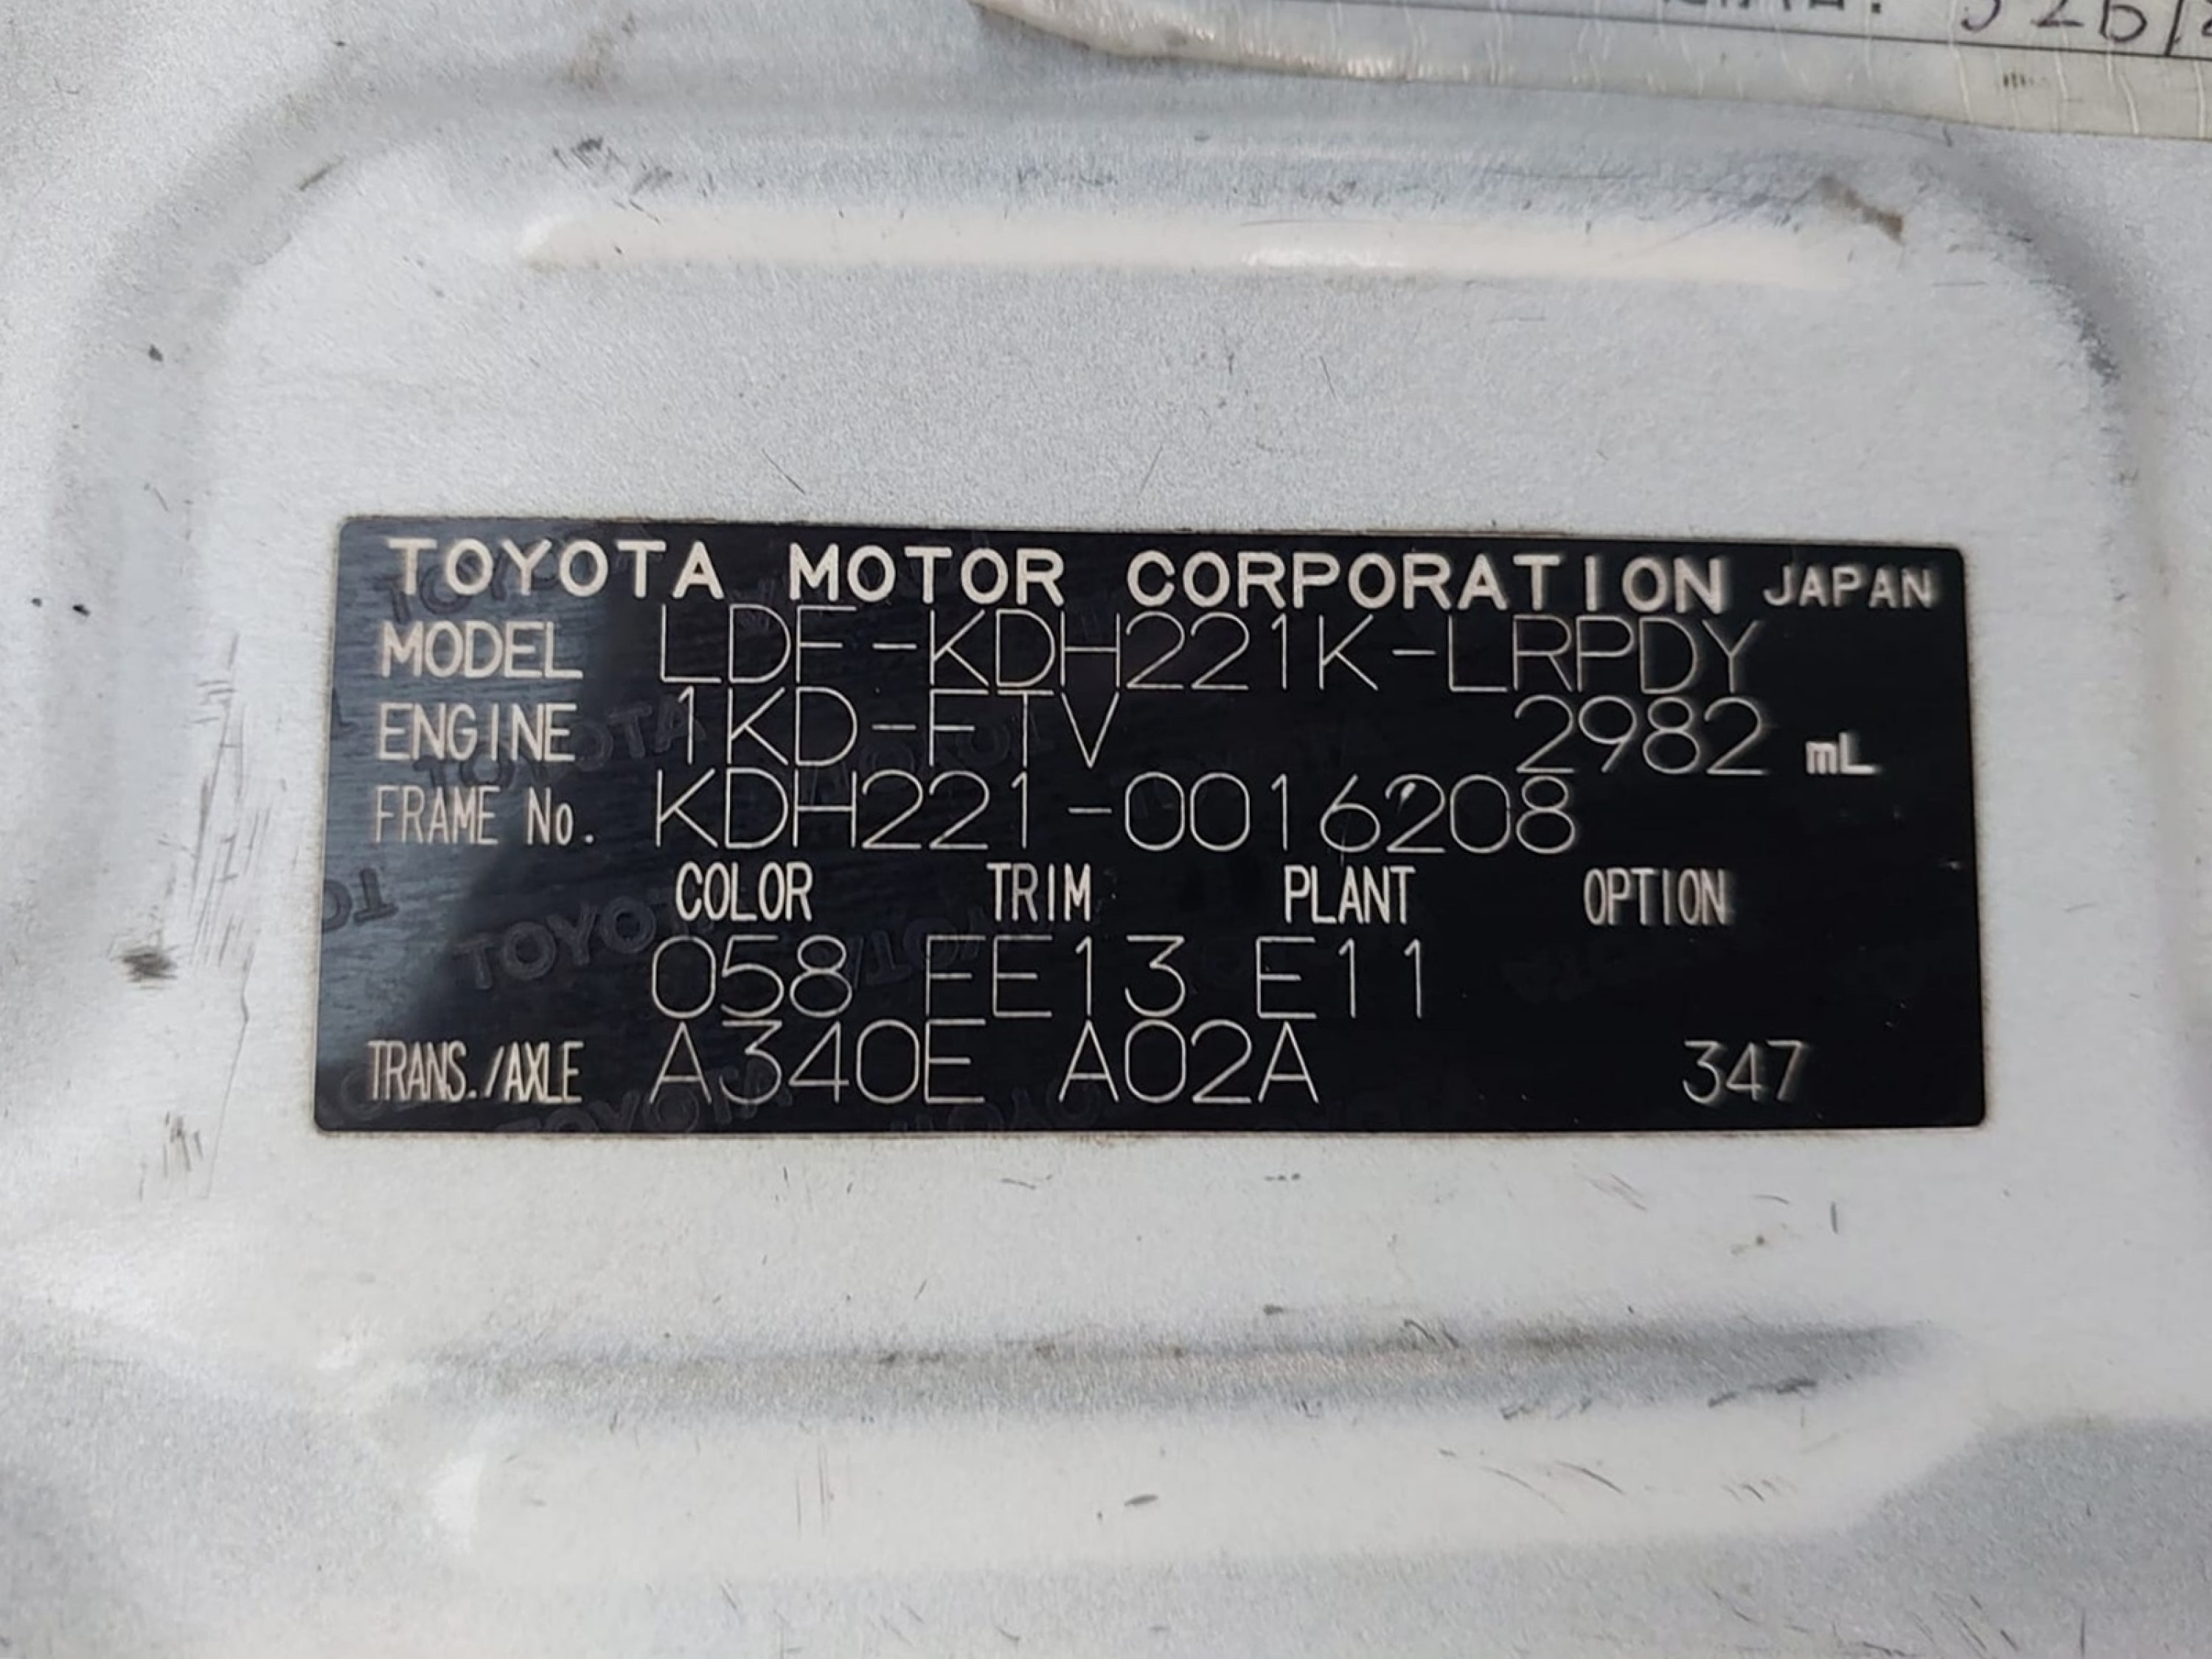 TOYOTA MOTOR CORPORATION JAPAN
MODEL LDF-KDH221K-LRPDY
ENGINE 1KD-FTV 2982 mL
FRAME No. KDH221-0016208
COLOR TRIM PLANT OPTION
058 FE13 E11
TRANS./AXLE A340E A02A 347